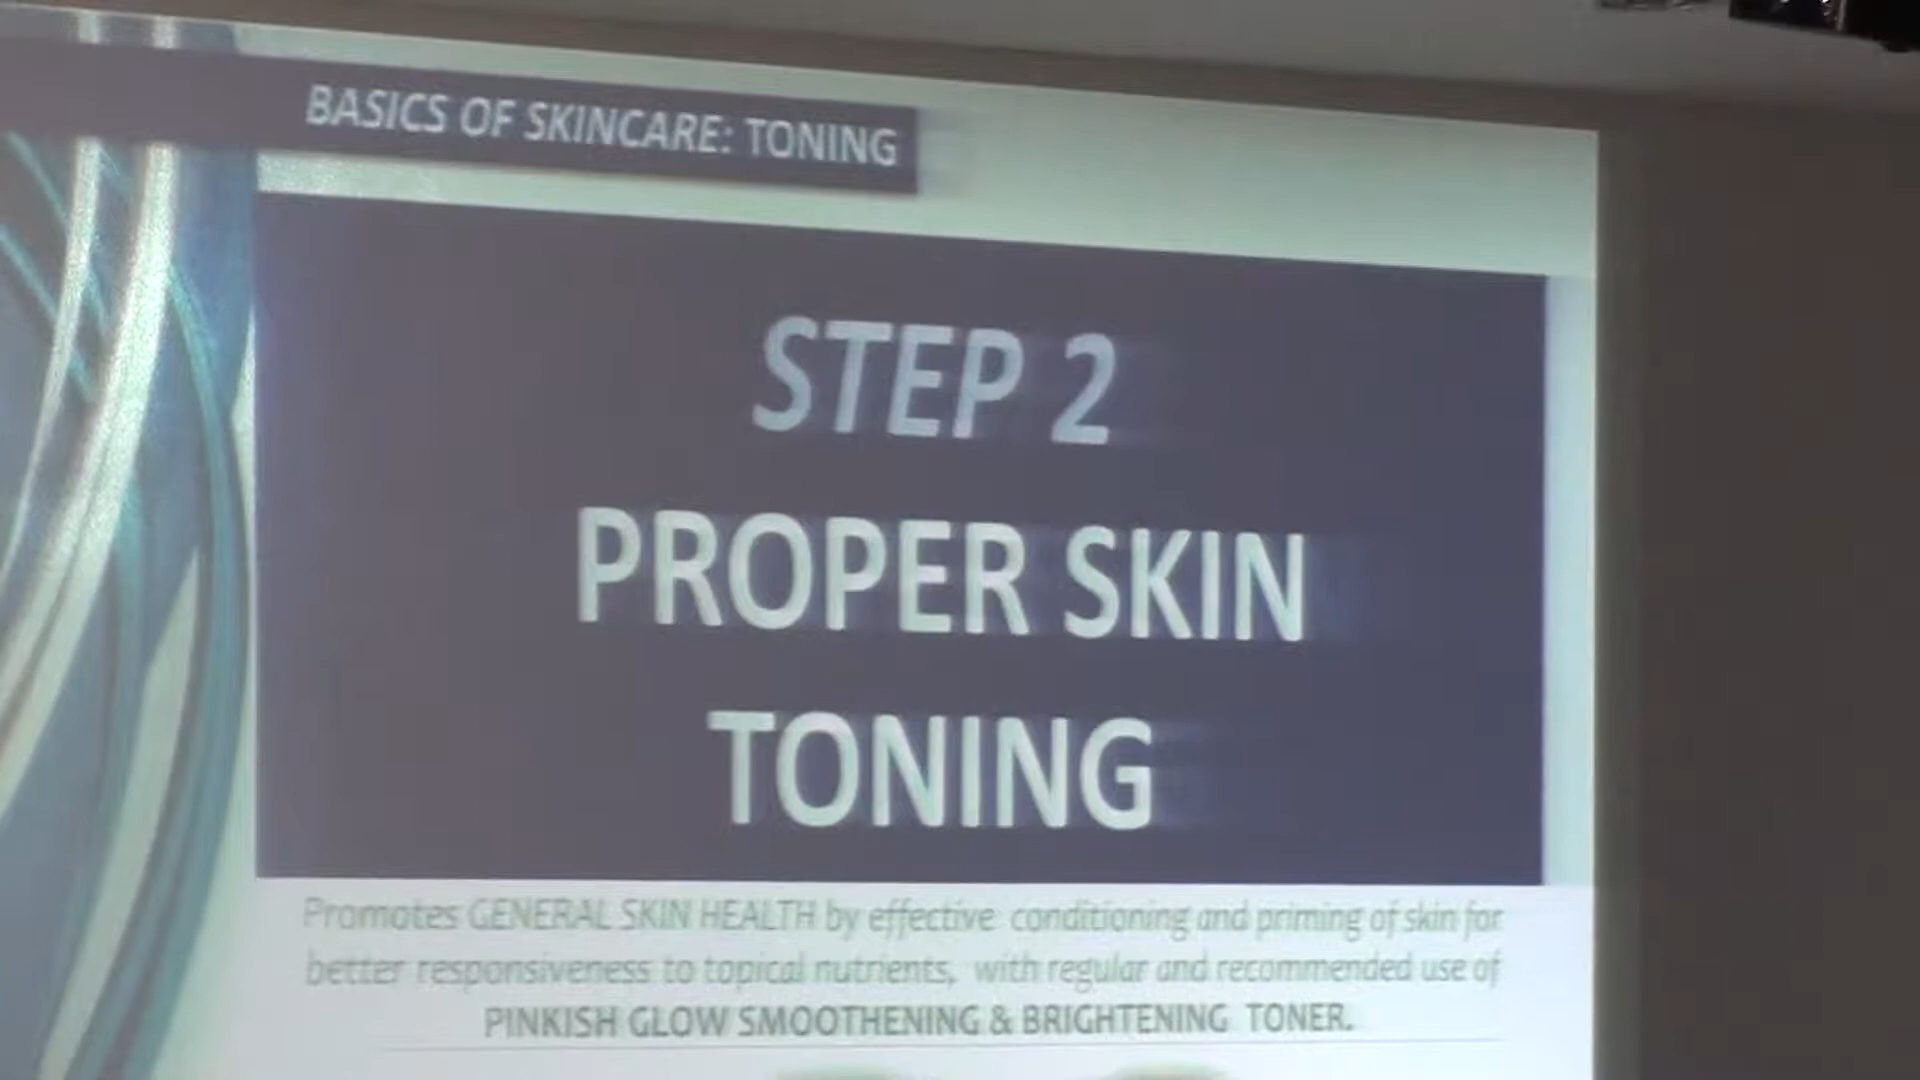 BASICS OF SKINCARE: TONING
STEP 2
PROPER SKIN
TONING
Promotes GENERAL SKIN HEALTH by effective conditioning and priming of skin for
better responsiveness to topical nutrients, with regular and recommended use of
PINKISH GLOW SMOOTHENING & BRIGHTENING TONER.